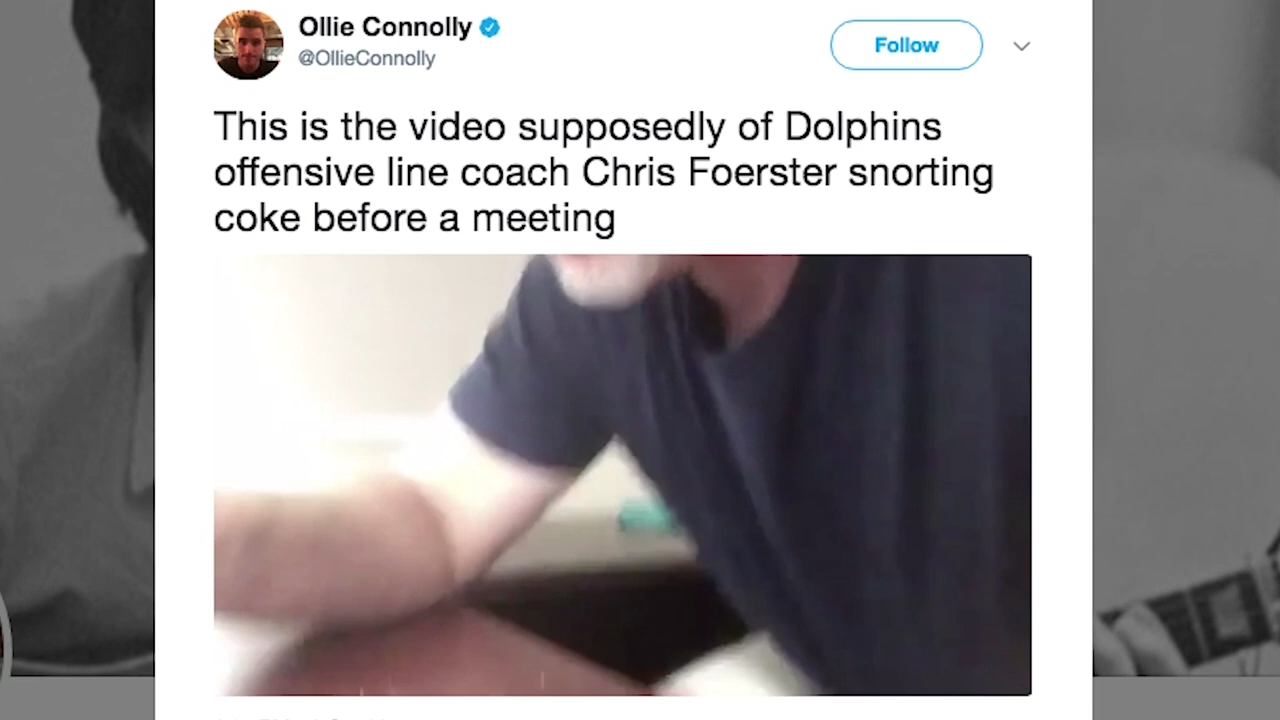 Ollie Connolly
@OllieConnolly
Follow
This is the video supposedly of Dolphins
offensive line coach Chris Foerster snorting
coke before a meeting